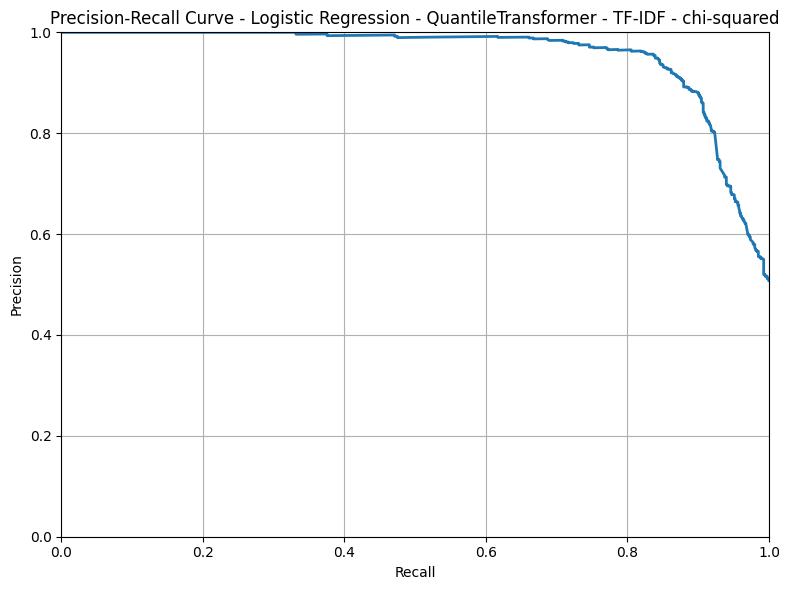 Precision-Recall Curve - Logistic Regression - QuantileTransformer - TF-IDF - chi-squared
1.0
0.8
0.6
0.4
0.2
0.0
Precision
0.0 0.2 0.4 0.6 0.8 1.0
Recall